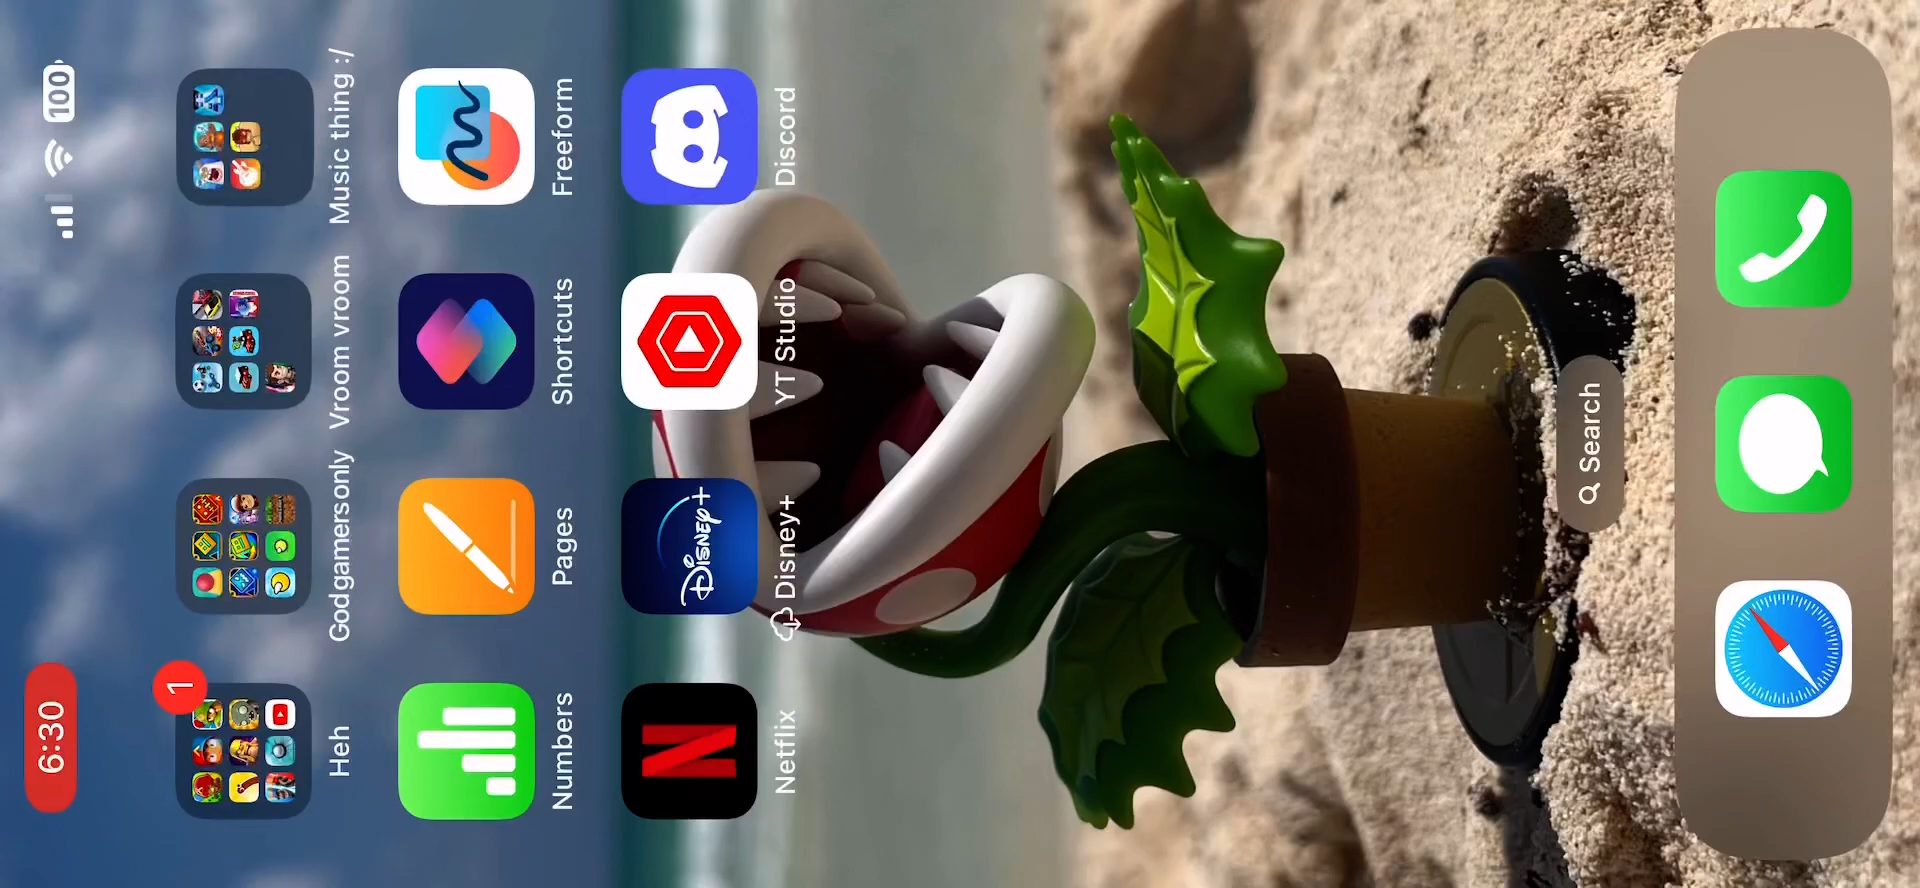 6:30
100
1
Heh
Godgamersonly
Vroom vroom
Music thing :/
Numbers
Pages
Shortcuts
Freeform
Disney+
Netflix
Disney+
YT Studio
Discord
Search